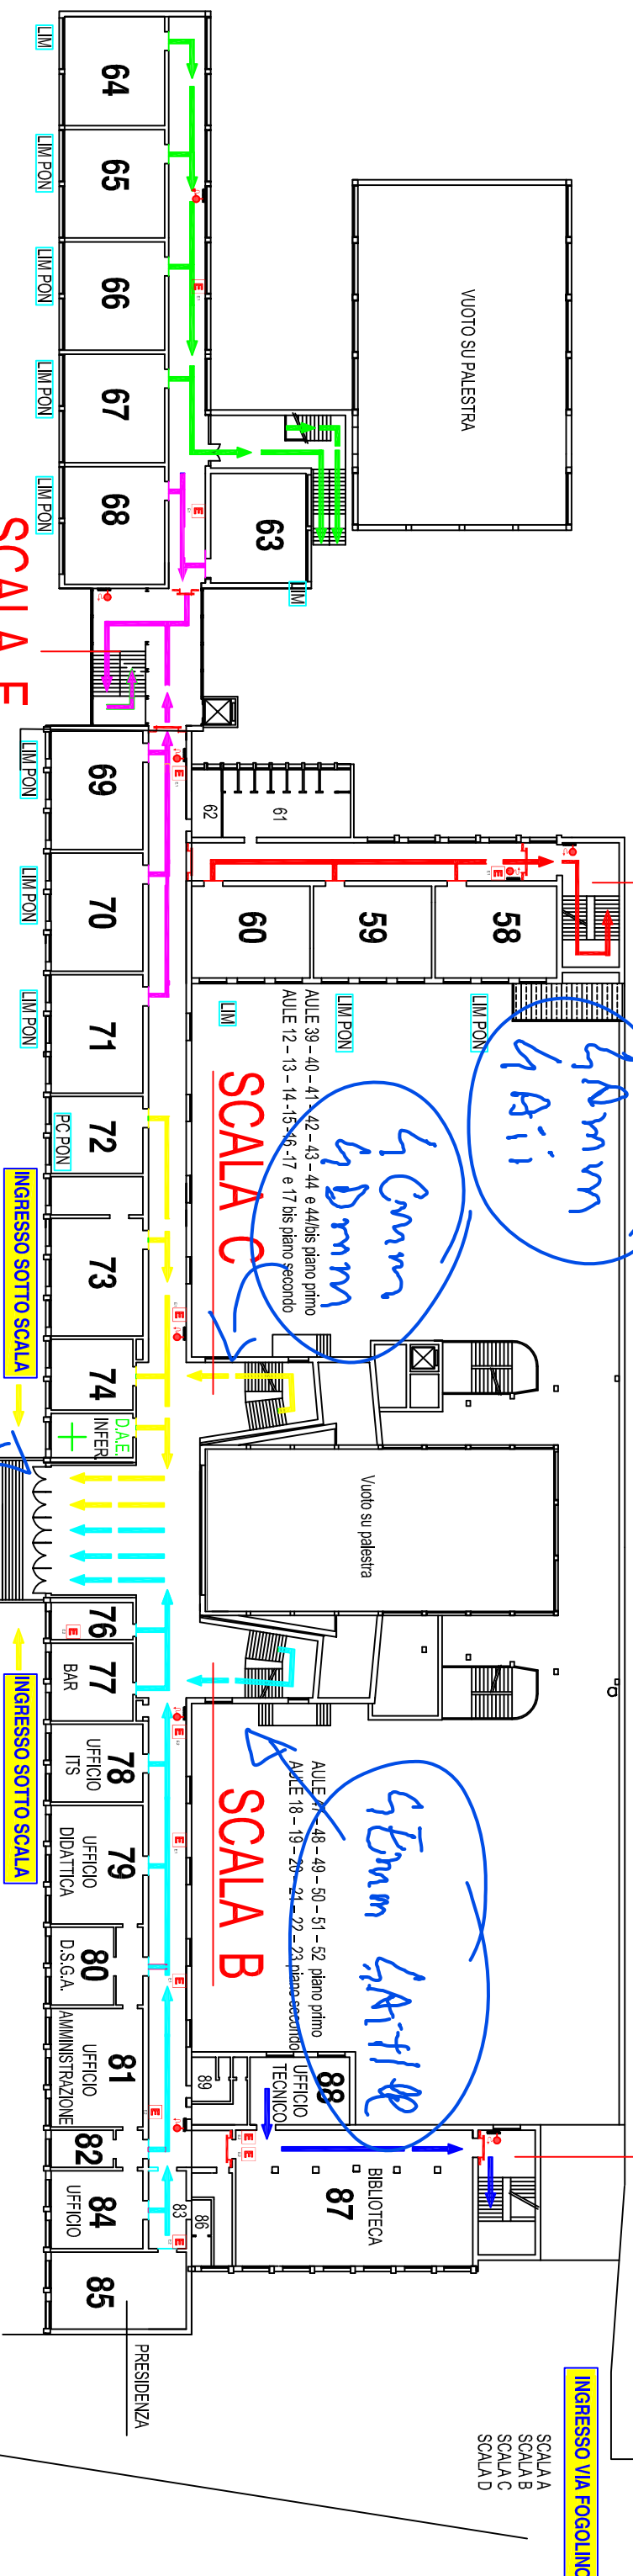 64
65
66
67
68
LIM
LIM PON
LIM PON
LIM PON
LIM PON
VUOTO SU PALESTRA
63
LIM
SCALA E
69
70
71
72
73
74
LIM PON
LIM PON
LIM PON
PC PON
62
61
60
59
58
LIM
LIM PON
LIM PON
AULE 39 – 40 – 41 – 42 – 43 – 44 e 44/bis piano primo
AULE 12 – 13 – 14 -15 -16 -17 e 17 bis piano secondo
SCALA C
4Cmm
4Dmm
4Amm
4Aii
INGRESSO SOTTO SCALA
D.A.E.
INFER
Vuoto su palestra
INGRESSO SOTTO SCALA
76
77
BAR
78
UFFICIO
ITS
79
UFFICIO
DIDATTICA
80
D.S.G.A.
81
UFFICIO
AMMINISTRAZIONE
82
83
84
UFFICIO
85
86
PRESIDENZA
SCALA B
AULE 47 – 48 – 49 – 50 – 51 – 52 piano primo
AULE 18 – 19 – 20 – 21 – 22 – 23 piano secondo
4Emm
89
88
UFFICIO
TECNICO
87
BIBLIOTECA
INGRESSO VIA FOGOLINO
SCALA A
SCALA B
SCALA C
SCALA D
E
E
E
E
E
E
E
E
E
E
E
E
E
E